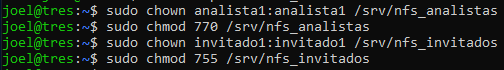 joel@tres:~$ sudo chown analista1:analista1 /srv/nfs_analistas
joel@tres:~$ sudo chmod 770 /srv/nfs_analistas
joel@tres:~$ sudo chown invitado1:invitado1 /srv/nfs_invitados
joel@tres:~$ sudo chmod 755 /srv/nfs_invitados